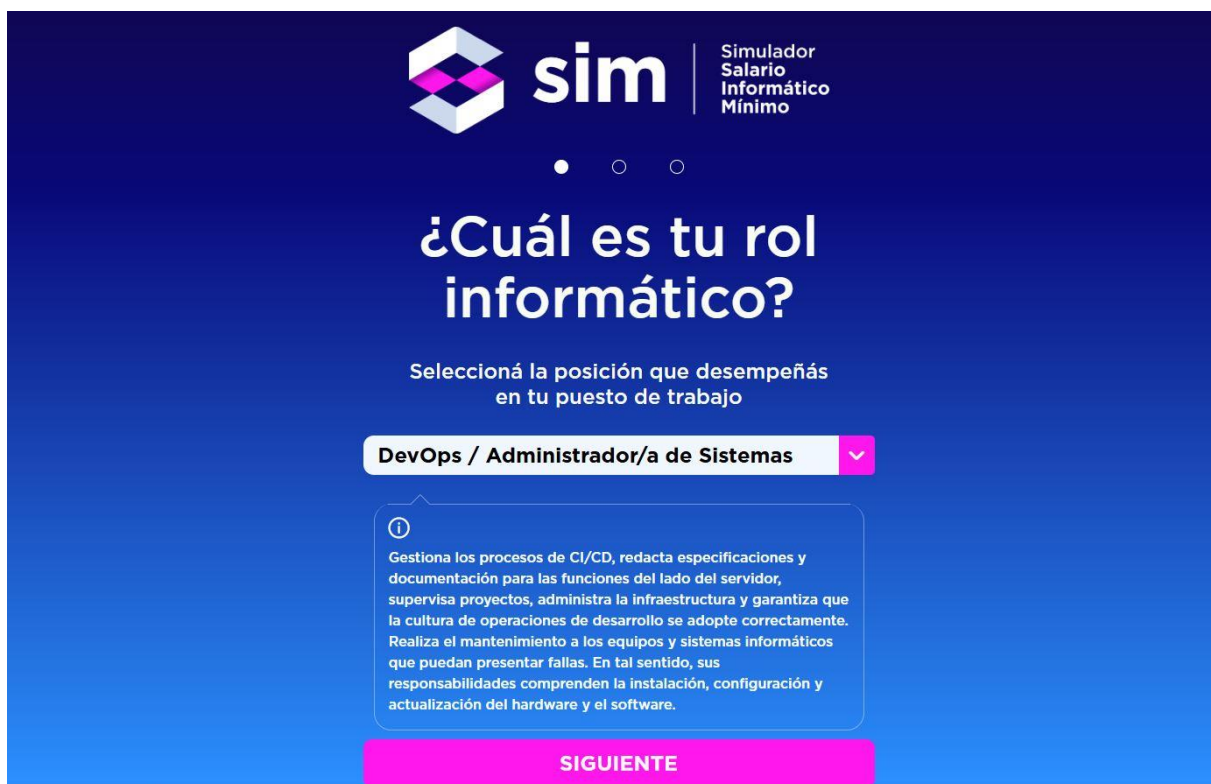 sim
Simulador
Salario
Informático
Mínimo
¿Cuál es tu rol
informático?
Seleccioná la posición que desempeñás
en tu puesto de trabajo
DevOps / Administrador/a de Sistemas
Gestiona los procesos de CI/CD, redacta especificaciones y
documentación para las funciones del lado del servidor,
supervisa proyectos, administra la infraestructura y garantiza que
la cultura de operaciones de desarrollo se adopte correctamente.
Realiza el mantenimiento a los equipos y sistemas informáticos
que puedan presentar fallas. En tal sentido, sus
responsabilidades comprenden la instalación, configuración y
actualización del hardware y el software.
SIGUIENTE